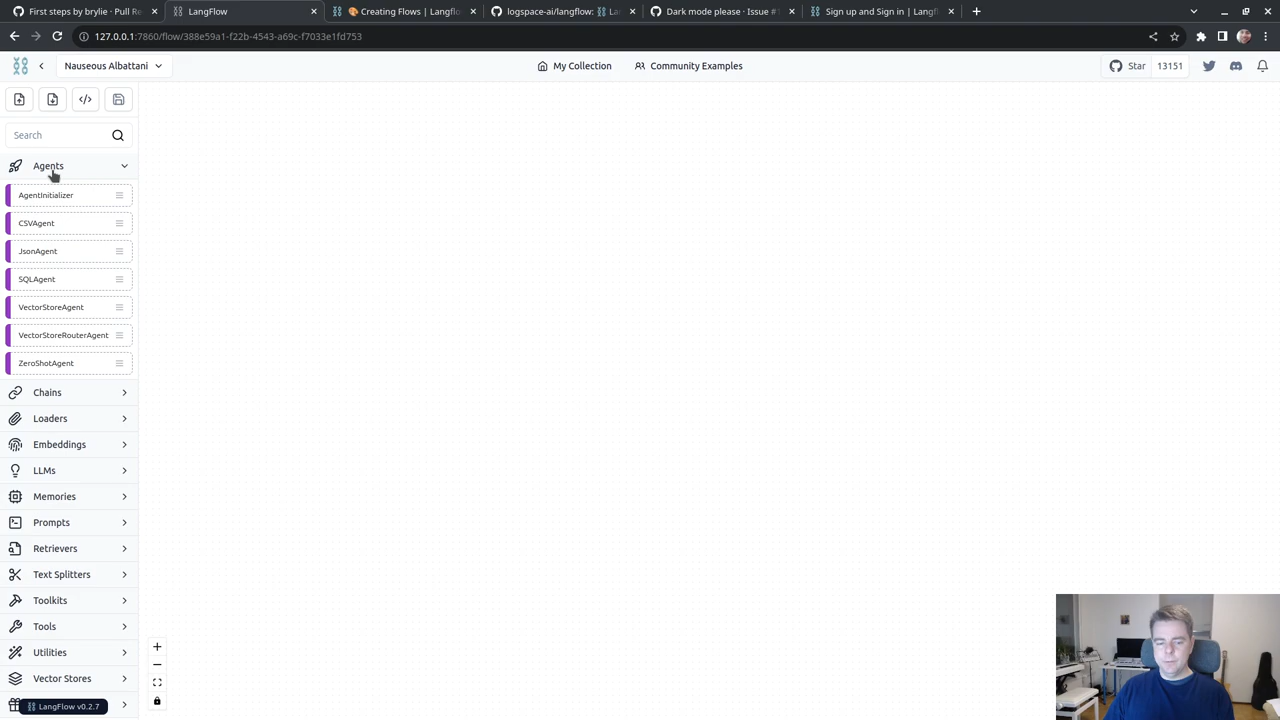 First steps by brylie · Pull Re
LangFlow
🎨 Creating Flows | Langflo
logspace-ai/langflow: ⛓ La
Dark mode please · Issue #1
Sign up and Sign in | Langfl
127.0.0.1:7860/flow/388e59a1-f22b-4543-a69c-f7033e1fd753
Nauseous Albattani
My Collection
Community Examples
Star
13151
Search
Agents
AgentInitializer
CSVAgent
JsonAgent
SQLAgent
VectorStoreAgent
VectorStoreRouterAgent
ZeroShotAgent
Chains
Loaders
Embeddings
LLMs
Memories
Prompts
Retrievers
Text Splitters
Toolkits
Tools
Utilities
Vector Stores
LangFlow v0.2.7